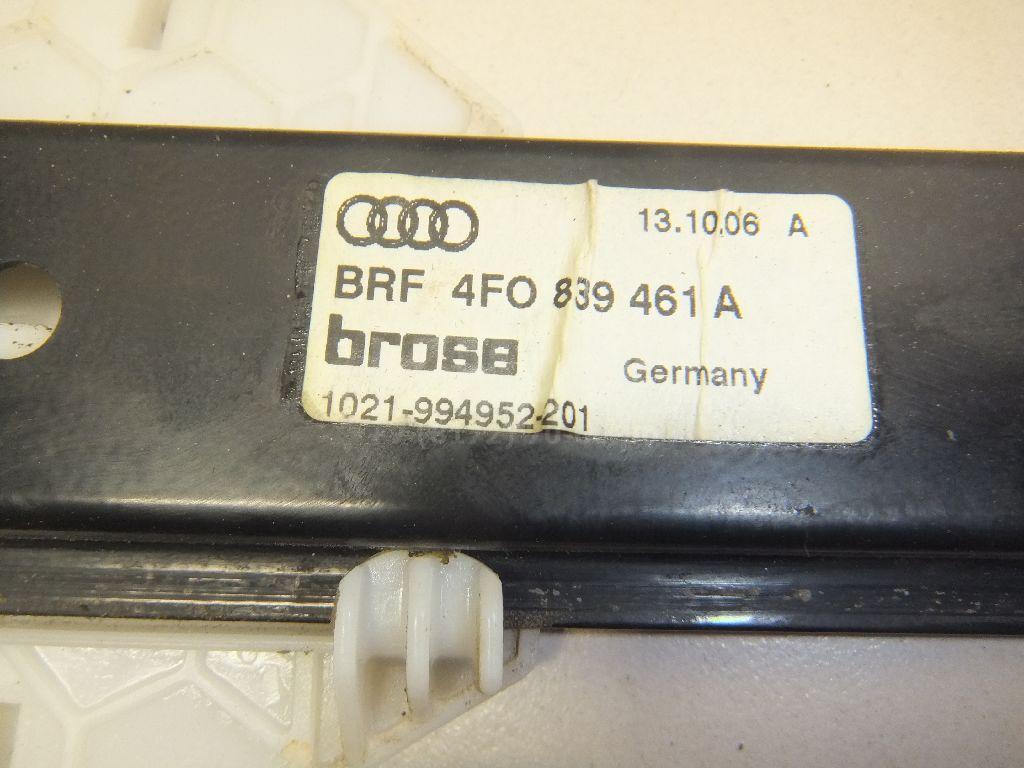 13.10.06 A
BRF 4F0 839 461 A
brose
Germany
1021-994952-201